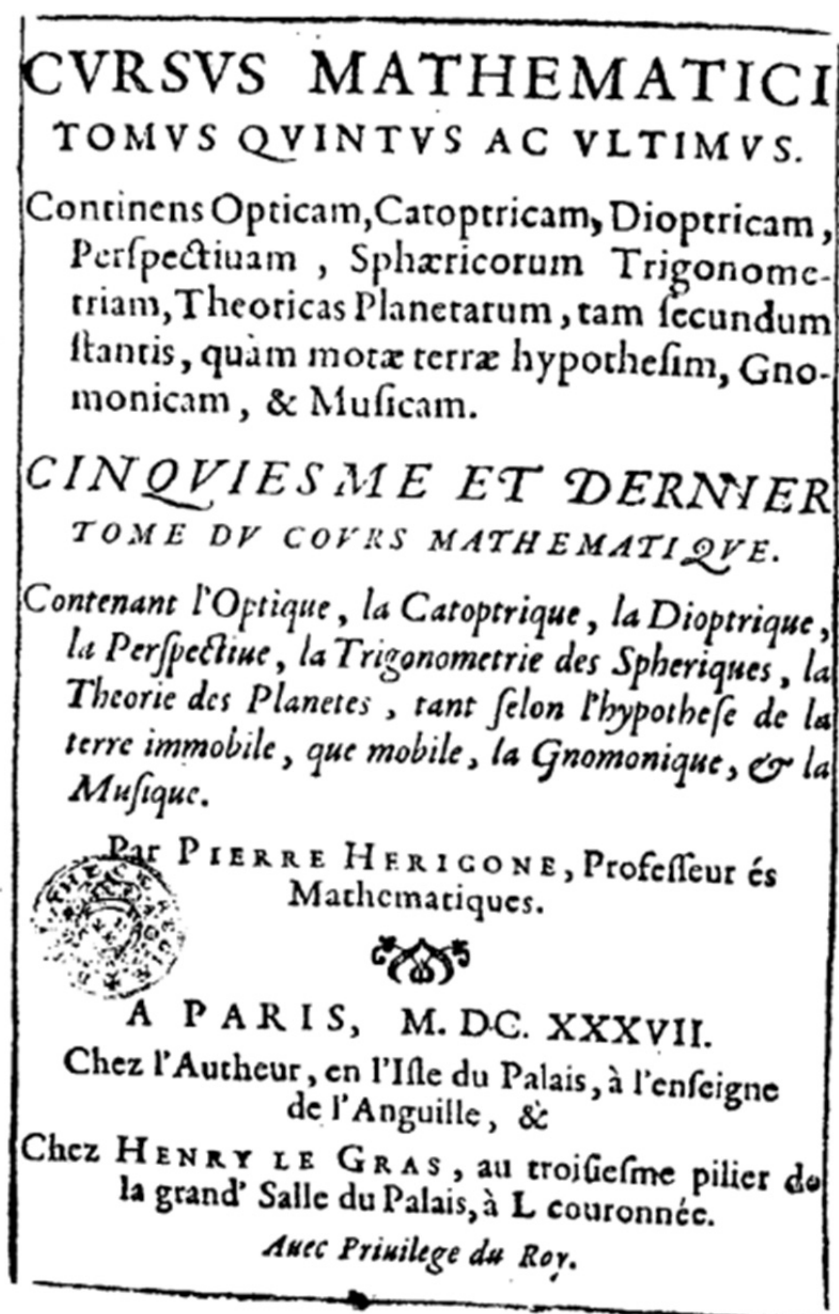 CVRSVS MATHEMATICI
TOMVS QVINTVS AC VLTIMVS.
Continens Opticam, Catoptricam, Dioptricam,
Perſpectiuam, Sphæricorum Trigonome-
triam, Theoricas Planetarum, tam ſecundum
ſtantis, quàm motæ terræ hypotheſim, Gno-
monicam, & Muſicam.
CINQVIESME ET DERNIER
TOME DV COVRS MATHEMATIQVE.
Contenant l'Optique, la Catoptrique, la Dioptrique,
la Perſpectiue, la Trigonometrie des Spheriques, la
Theorie des Planetes, tant ſelon l'hypotheſe de la
terre immobile, que mobile, la Gnomonique, & la
Muſique.
Par PIERRE HERIGONE, Profeſſeur és
Mathematiques.
A PARIS, M. DC. XXXVII.
Chez l'Autheur, en l'Iſle du Palais, à l'enſeigne
de l'Anguille, &
Chez HENRY LE GRAS, au troiſieſme pilier de
la grand' Salle du Palais, à L couronnée.
Auec Priuilege du Roy.